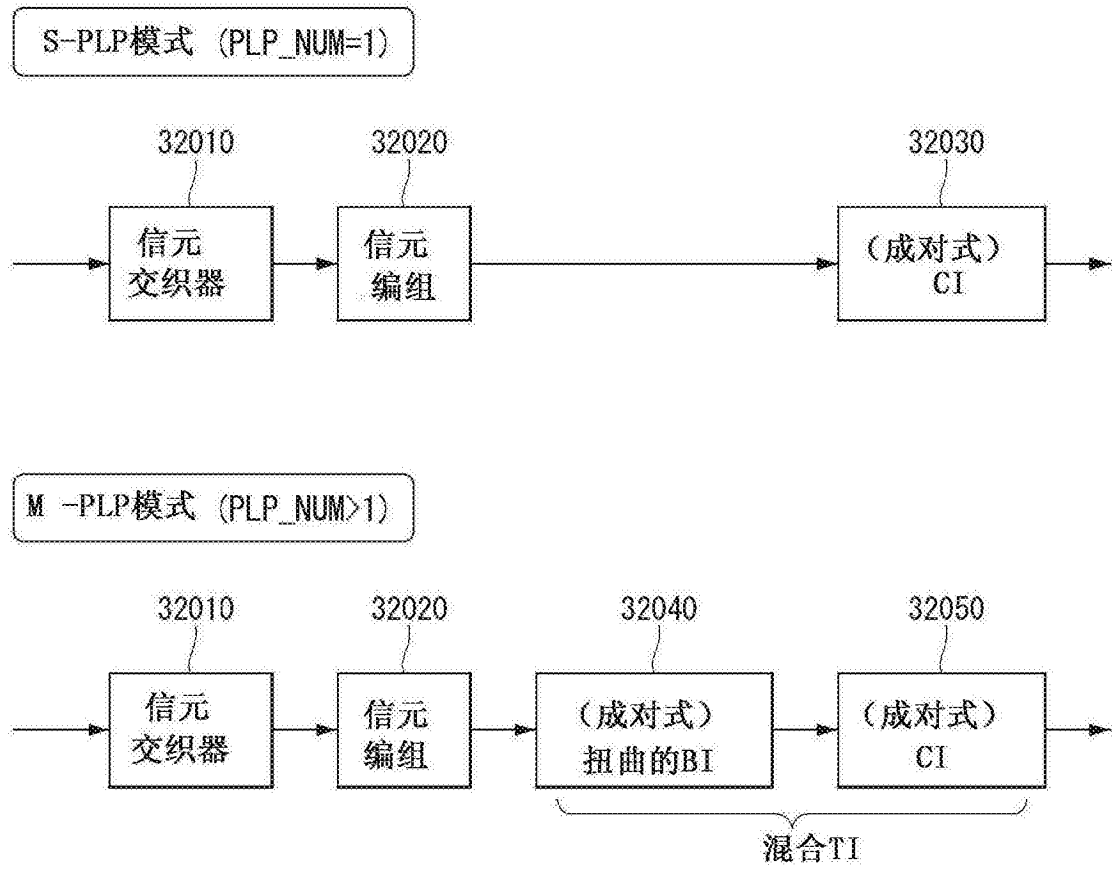 S-PLP模式 (PLP_NUM=1)
32010
32020
32030
信元
交织器
信元
编组
(成对式)
CI
M -PLP模式 (PLP_NUM>1)
32010
32020
32040
32050
信元
交织器
信元
编组
(成对式)
扭曲的BI
(成对式)
CI
混合TI